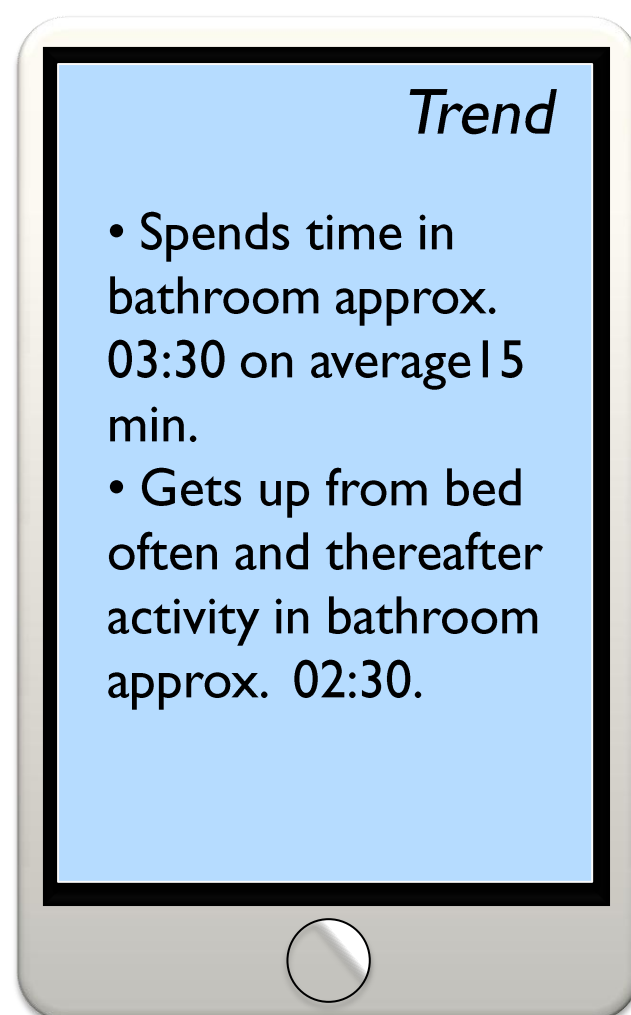 Trend
• Spends time in
bathroom approx.
03:30 on average15
min.
• Gets up from bed
often and thereafter
activity in bathroom
approx.  02:30.